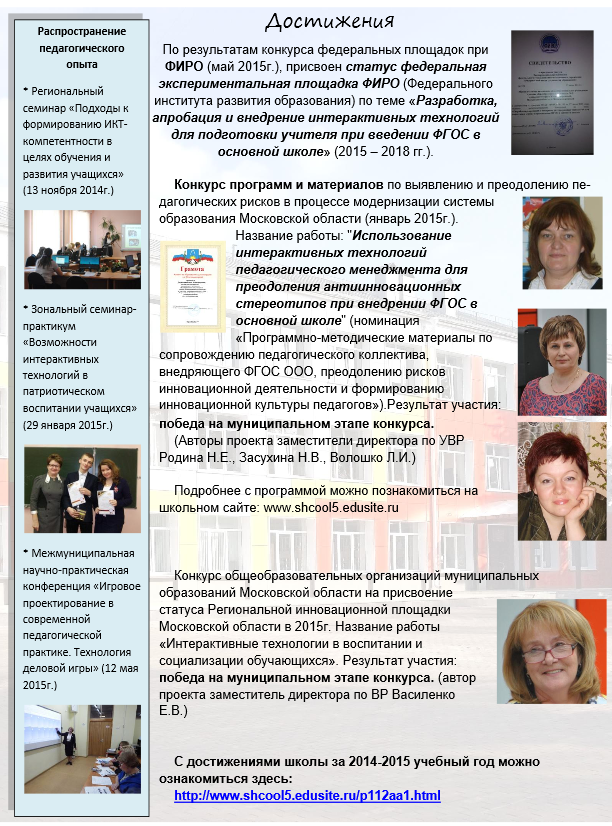 Распространение
педагогического
опыта
* Региональный
семинар «Подходы к
формированию ИКТ-
компетентности в
целях обучения и
развития учащихся»
(13 ноября 2014г.)
* Зональный семинар-
практикум
«Возможности
интерактивных
технологий в
патриотическом
воспитании учащихся»
(29 января 2015г.)
* Межмуниципальная
научно-практическая
конференция «Игровое
проектирование в
современной
педагогической
практике. Технология
деловой игры» (12 мая
2015г.)
Достижения
По результатам конкурса федеральных площадок при
ФИРО (май 2015г.), присвоен статус федеральная
экспериментальная площадка ФИРО (Федерального
института развития образования) по теме «Разработка,
апробация и внедрение интерактивных технологий
для подготовки учителя при введении ФГОС в
основной школе» (2015 – 2018 гг.).
СВИДЕТЕЛЬСТВО
Конкурс программ и материалов по выявлению и преодолению пе-
дагогических рисков в процессе модернизации системы
образования Московской области (январь 2015г.).
Грамота
Название работы: "Использование
интерактивных технологий
педагогического менеджмента для
преодоления антиинновационных
стереотипов при внедрении ФГОС в
основной школе" (номинация
«Программно-методические материалы по
сопровождению педагогического коллектива,
внедряющего ФГОС ООО, преодолению рисков
инновационной деятельности и формированию
инновационной культуры педагогов»).Результат участия:
победа на муниципальном этапе конкурса.
(Авторы проекта заместители директора по УВР
Родина Н.Е., Засухина Н.В., Волошко Л.И.)
Подробнее с программой можно познакомиться на
школьном сайте: www.shcool5.edusite.ru
Конкурс общеобразовательных организаций муниципальных
образований Московской области на присвоение
статуса Региональной инновационной площадки
Московской области в 2015г. Название работы
«Интерактивные технологии в воспитании и
социализации обучающихся». Результат участия:
победа на муниципальном этапе конкурса. (автор
проекта заместитель директора по ВР Василенко
Е.В.)
С достижениями школы за 2014-2015 учебный год можно
ознакомиться здесь:
http://www.shcool5.edusite.ru/p112aa1.html